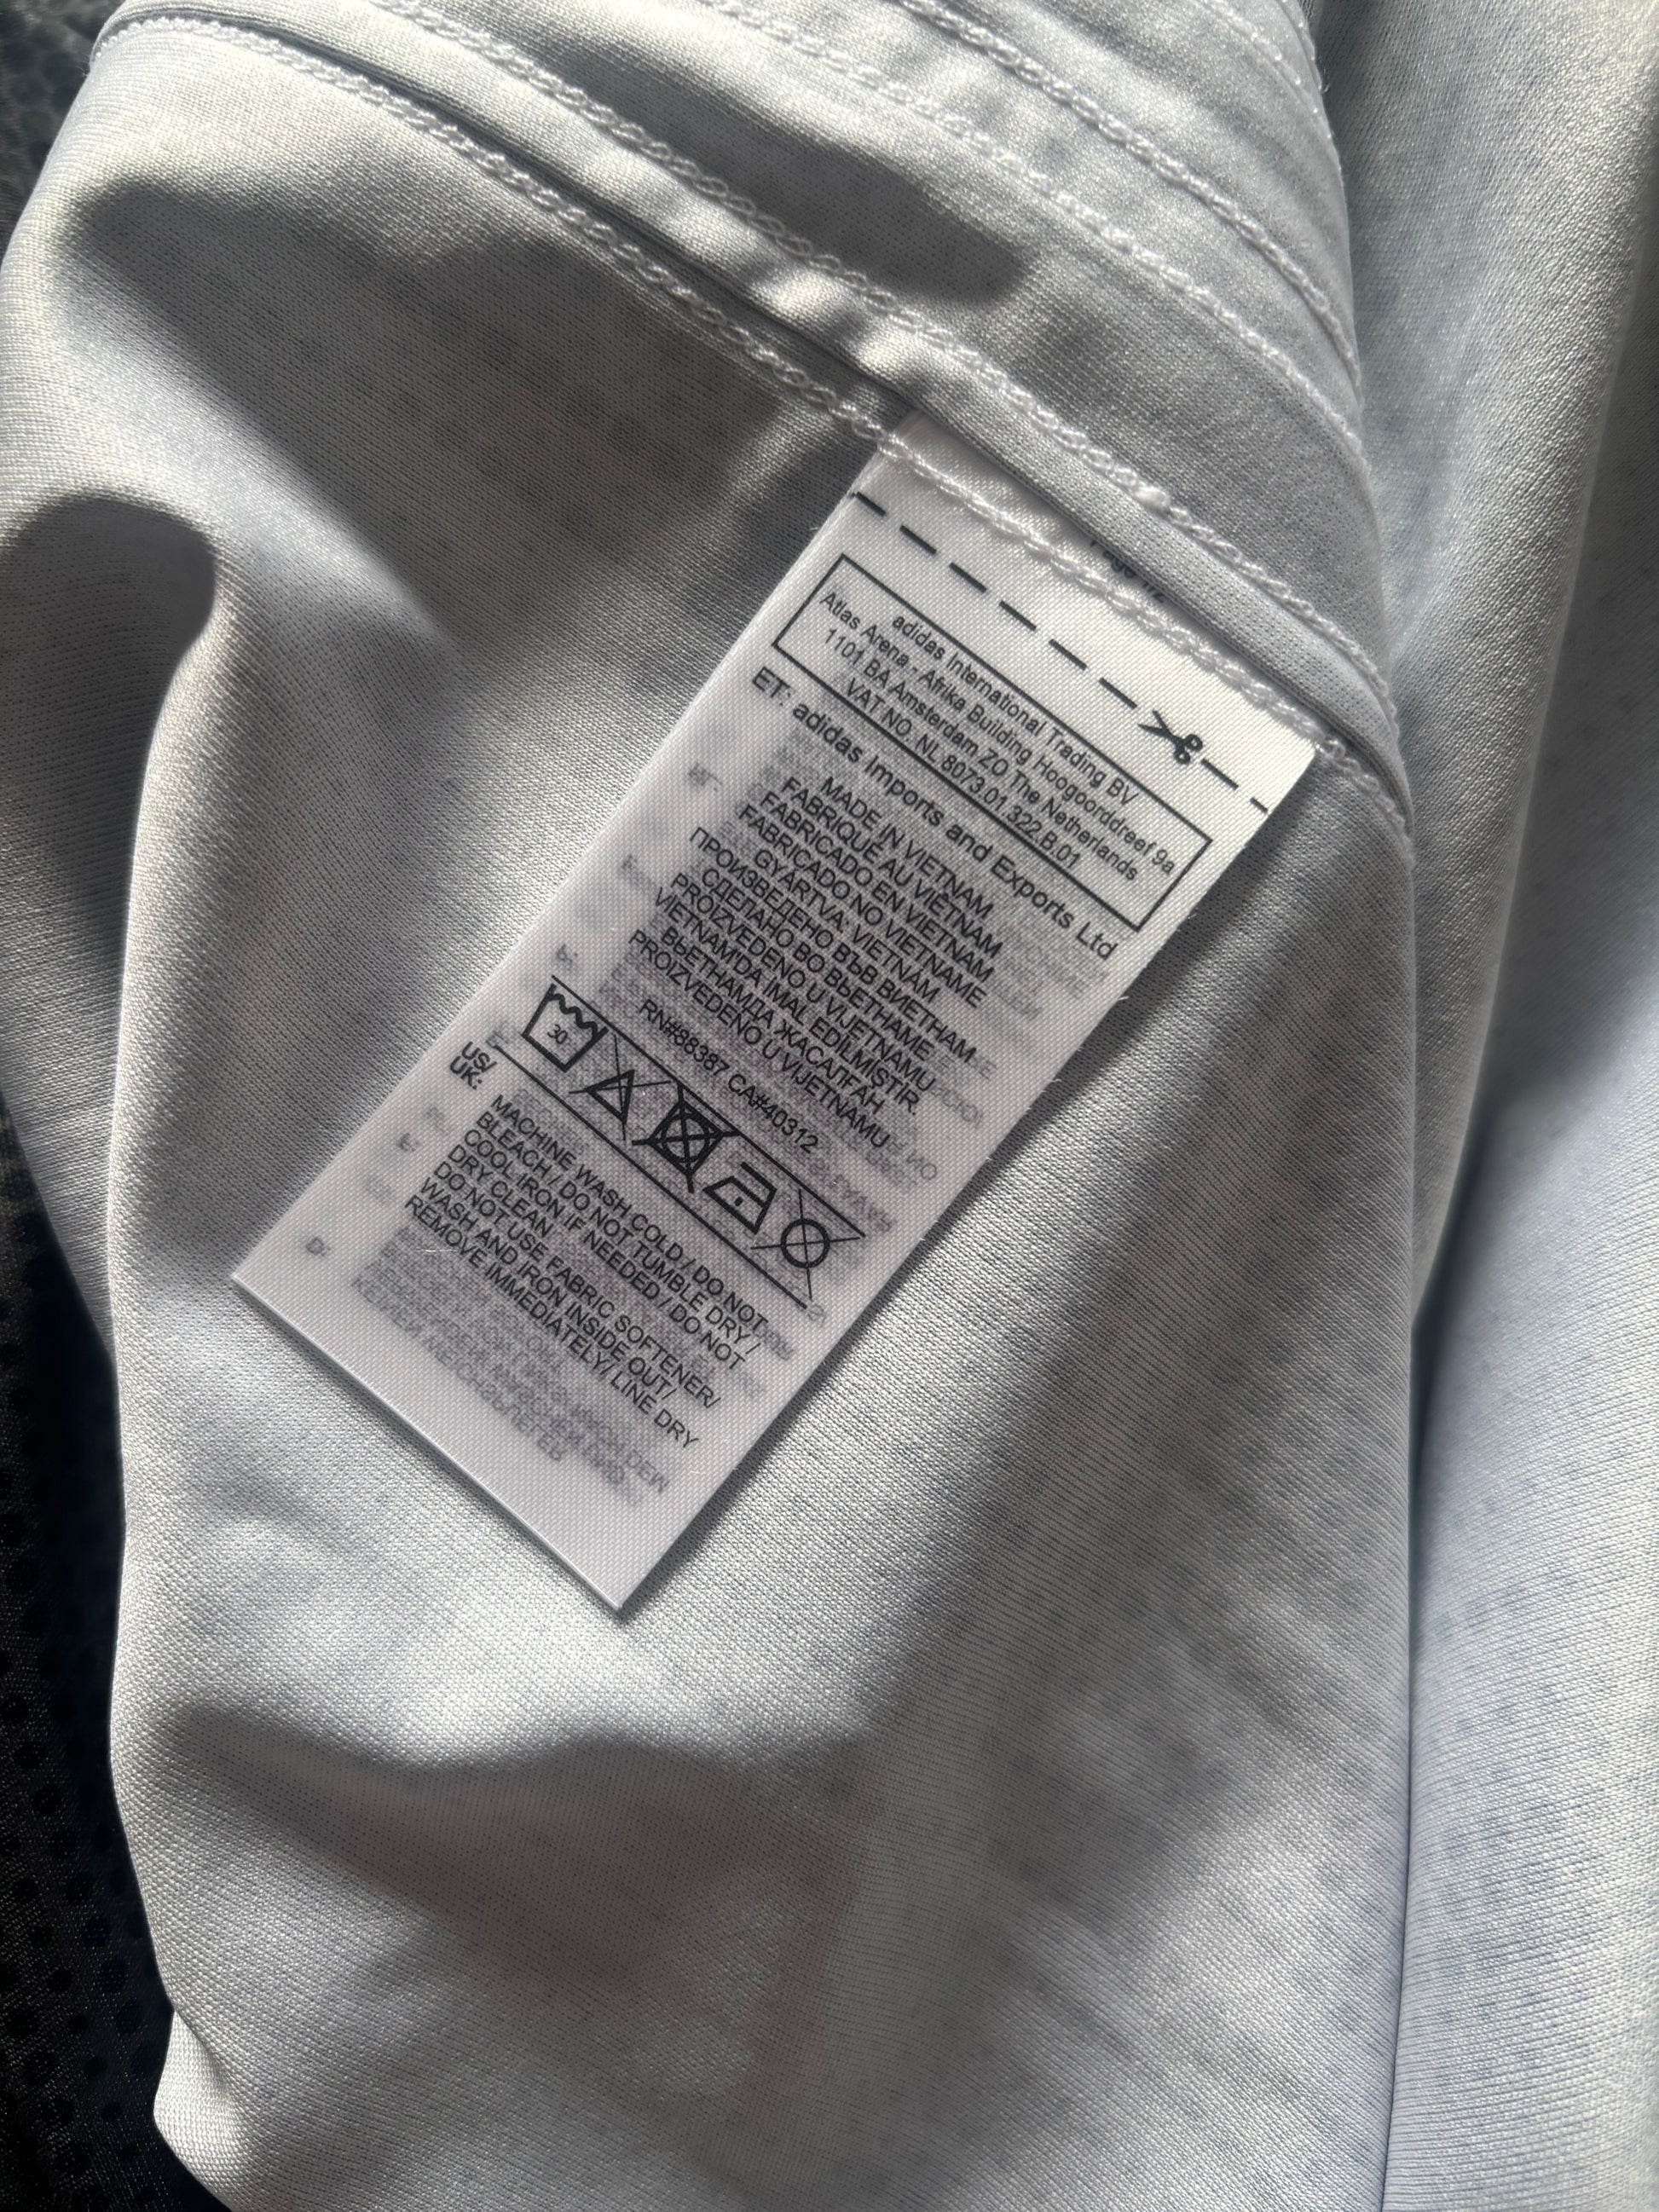 adidas International Trading BV
Atlas Arena - Afrika Building Hoogoorddreef 9a
1101 BA Amsterdam ZO The Netherlands
VAT NO. NL 8073.01.322.B.01
ET: adidas Imports and Exports Ltd
MADE IN VIETNAM
FABRIQUÉ AU VIÊTNAM
FABRICADO EN VIETNAM
FABRICADO NO VIETNAME
GYÁRTVA: VIETNÁM
ПРОИЗВЕДЕНО ВЪВ ВИЕТНАМ
СДЕЛАНО ВО ВЬЕТНАМЕ
PROIZVEDENO U VIJETNAMU
VIETNAM'DA İMAL EDİLMİŞTİR.
ВЬЕТНАМДА ЖАСАЛҒАН
PROIZVEDENO U VIJETNAMU
RN#88387 CA#40312
30
US/
UK:
MACHINE WASH COLD / DO NOT
BLEACH / DO NOT TUMBLE DRY /
COOL IRON IF NEEDED / DO NOT
DRY CLEAN
DO NOT USE FABRIC SOFTENER/
WASH AND IRON INSIDE OUT/
REMOVE IMMEDIATELY/ LINE DRY